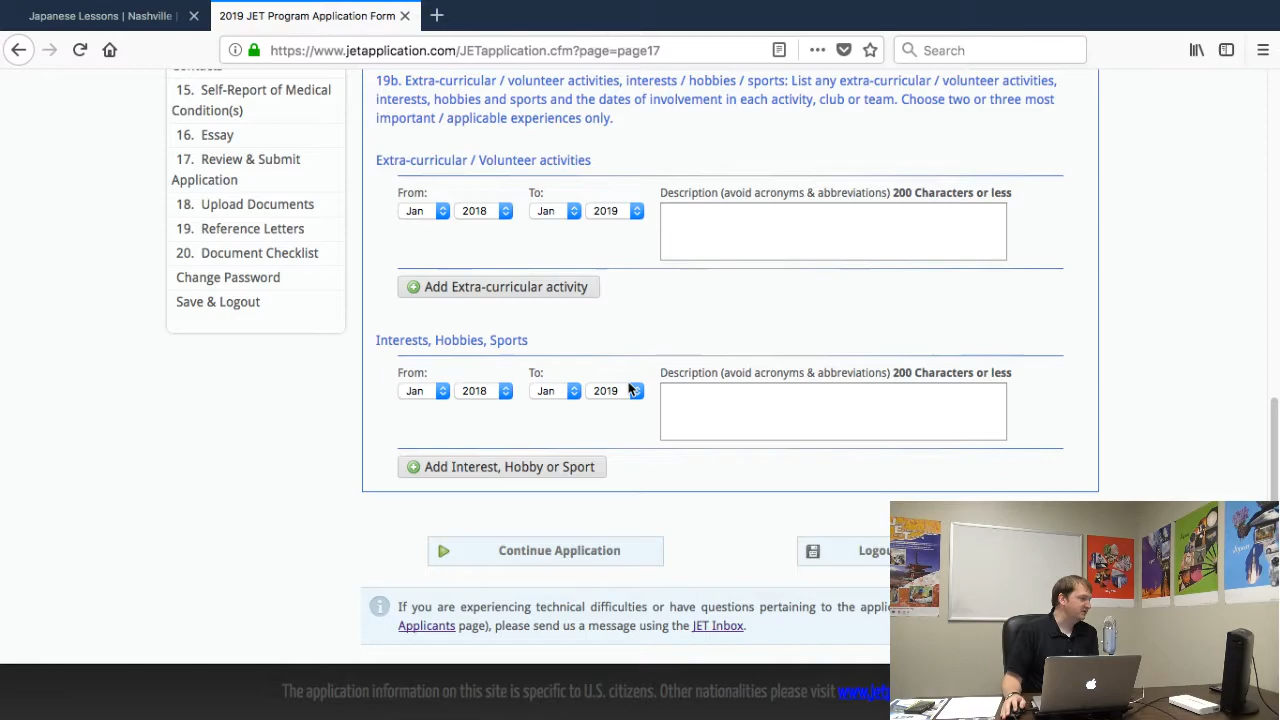 Japanese Lessons | Nashville
2019 JET Program Application Form
https://www.jetapplication.com/JETapplication.cfm?page=page17
Search
15. Self-Report of Medical
Condition(s)
16. Essay
17. Review & Submit
Application
18. Upload Documents
19. Reference Letters
20. Document Checklist
Change Password
Save & Logout
19b. Extra-curricular / volunteer activities, interests / hobbies / sports: List any extra-curricular / volunteer activities,
interests, hobbies and sports and the dates of involvement in each activity, club or team. Choose two or three most
important / applicable experiences only.
Extra-curricular / Volunteer activities
From: To: Description (avoid acronyms & abbreviations) 200 Characters or less
Jan 2018 Jan 2019
Add Extra-curricular activity
Interests, Hobbies, Sports
From: To: Description (avoid acronyms & abbreviations) 200 Characters or less
Jan 2018 Jan 2019
Add Interest, Hobby or Sport
Continue Application
If you are experiencing technical difficulties or have questions pertaining to the
Applicants page), please send us a message using the JET Inbox.
The application information on this site is specific to U.S. citizens. Other nationalities please visit